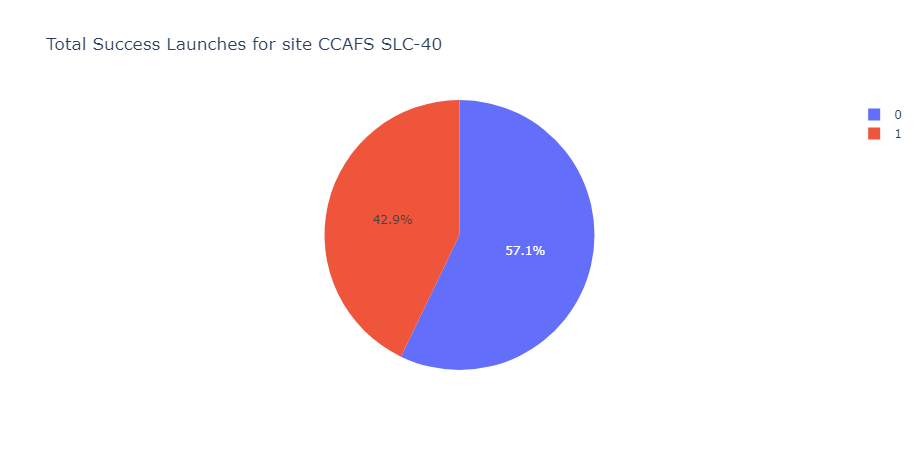 Total Success Launches for site CCAFS SLC-40
0
1
42.9%
57.1%